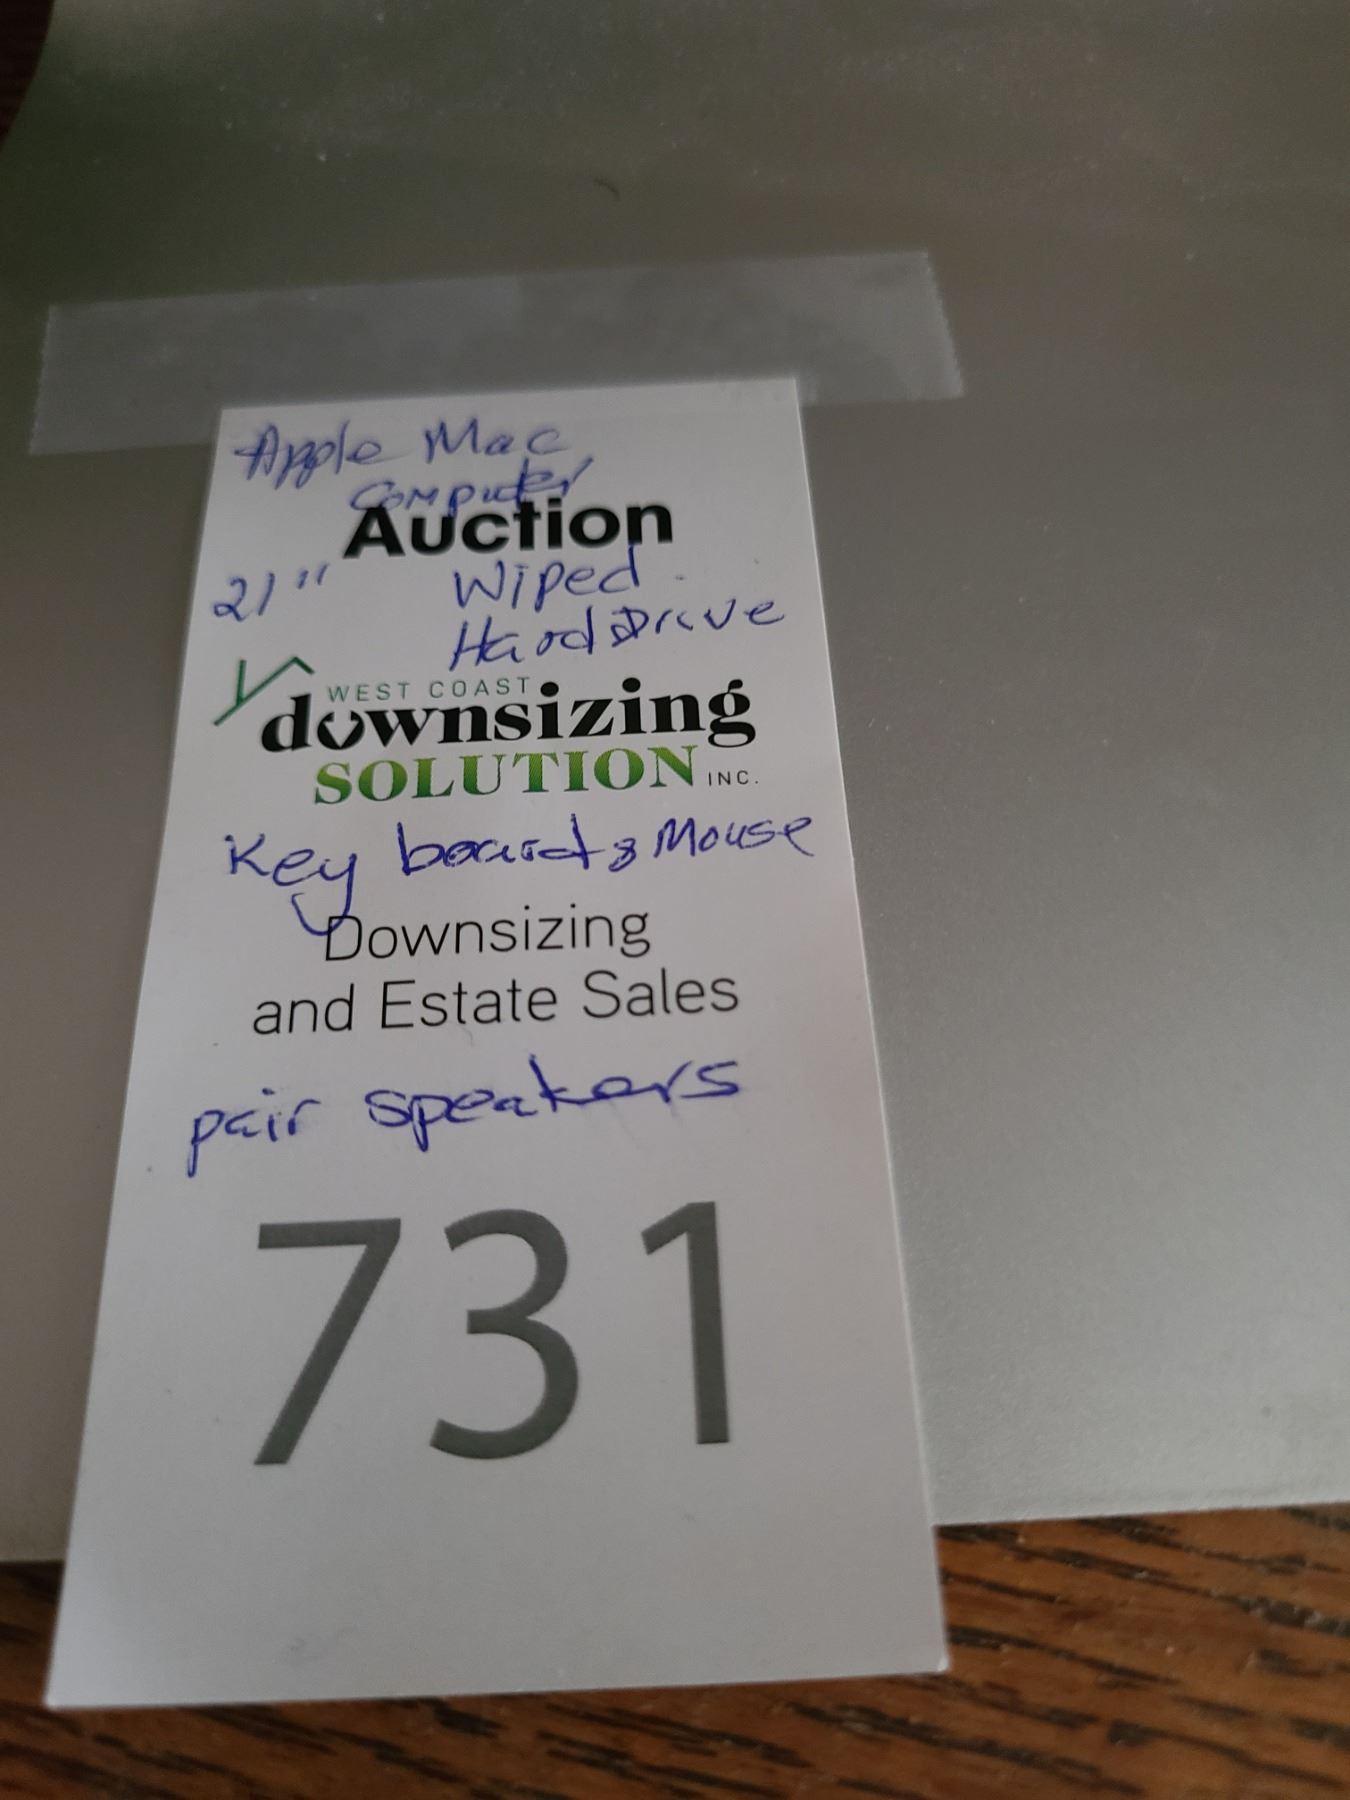 Apple Mac
Computer
Auction
21" Wiped
Hard Drive
WEST COAST
downsizing
SOLUTION INC.
Key board & Mouse
Downsizing
and Estate Sales
pair speakers
731